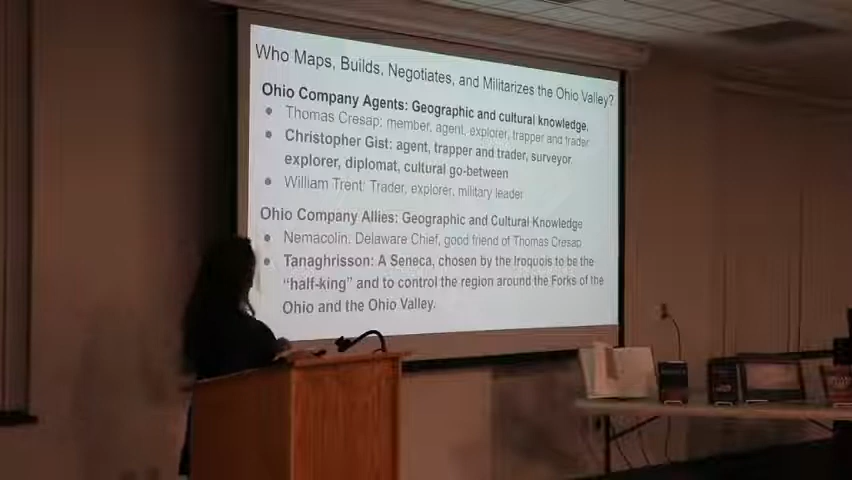 Who Maps, Builds, Negotiates, and Militarizes the Ohio Valley?
Ohio Company Agents: Geographic and cultural knowledge.
• Thomas Cresap: member, agent, explorer, trapper and trader
• Christopher Gist: agent, trapper and trader, surveyor
explorer, diplomat, cultural go-between
• William Trent: Trader, explorer, military leader
Ohio Company Allies: Geographic and Cultural Knowledge
• Nemacolin. Delaware Chief, good friend of Thomas Cresap
• Tanaghrisson: A Seneca, chosen by the Iroquois to be the
“half-king” and to control the region around the Forks of the
Ohio and the Ohio Valley.